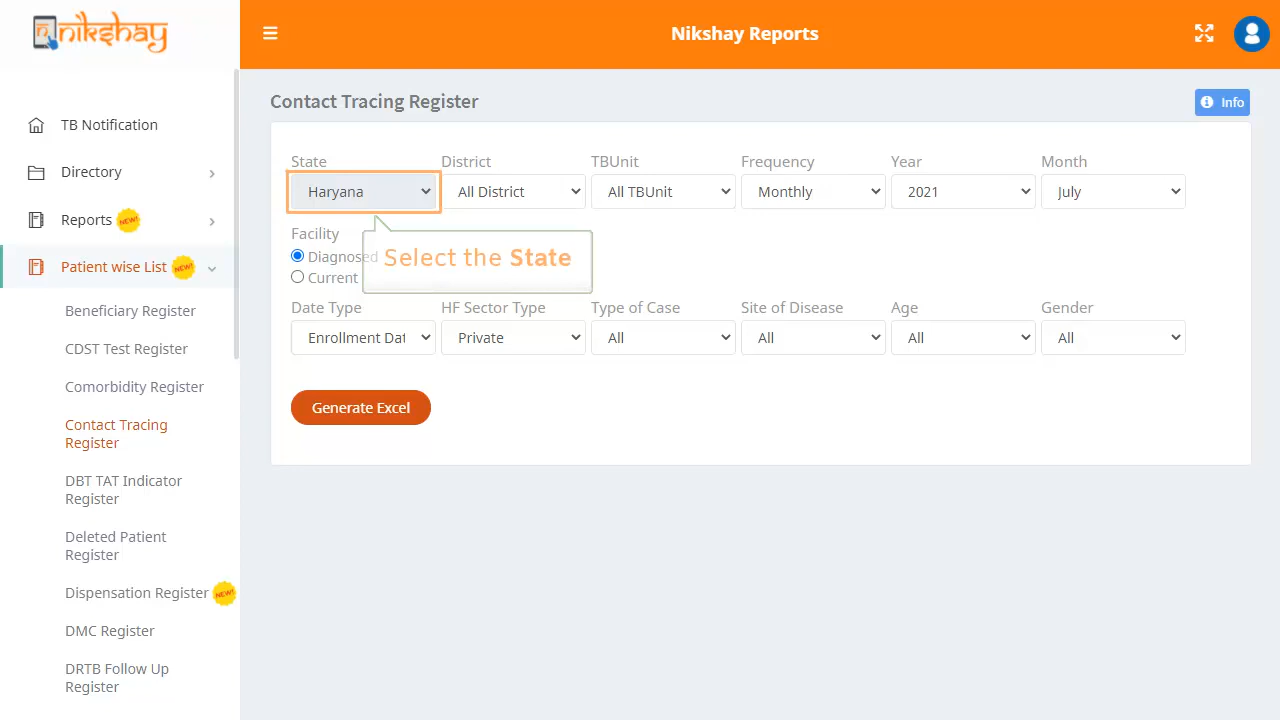 nikshay
Nikshay Reports
TB Notification
Directory
Reports NEW!
Patient wise List NEW!
Beneficiary Register
CDST Test Register
Comorbidity Register
Contact Tracing
Register
DBT TAT Indicator
Register
Deleted Patient
Register
Dispensation Register NEW!
DMC Register
DRTB Follow Up
Register
Contact Tracing Register
Info
State District TBUnit Frequency Year Month
Haryana All District All TBUnit Monthly 2021 July
Facility
Diagnosed
Current
Select the State
Date Type HF Sector Type Type of Case Site of Disease Age Gender
Enrollment Dat Private All All All All
Generate Excel